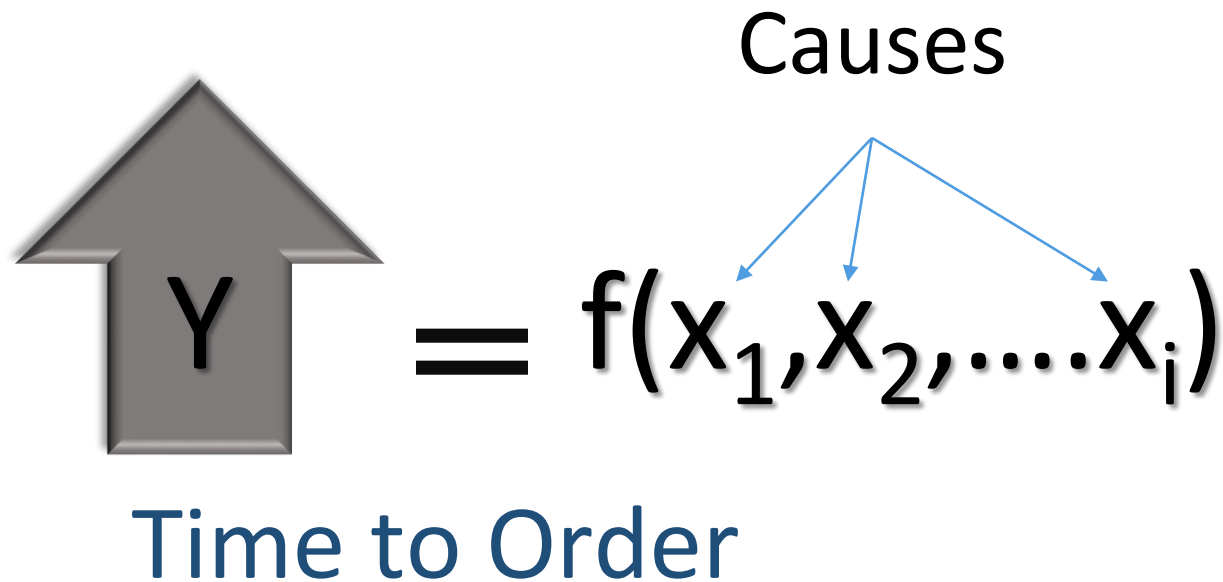 Causes
Y = f(x₁,x₂,....xᵢ)
Time to Order